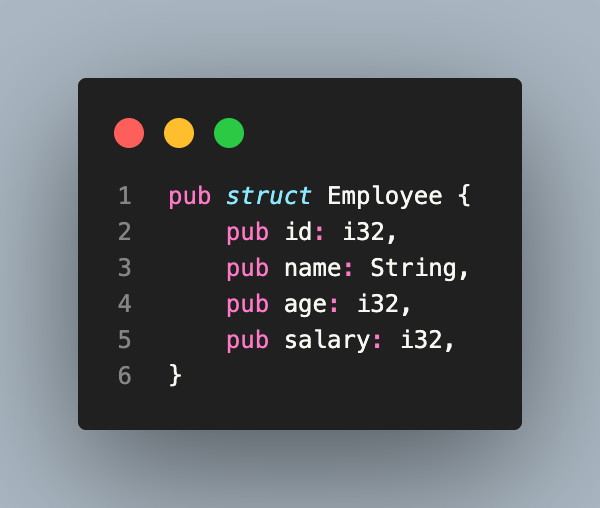 1 pub struct Employee {
2     pub id: i32,
3     pub name: String,
4     pub age: i32,
5     pub salary: i32,
6 }